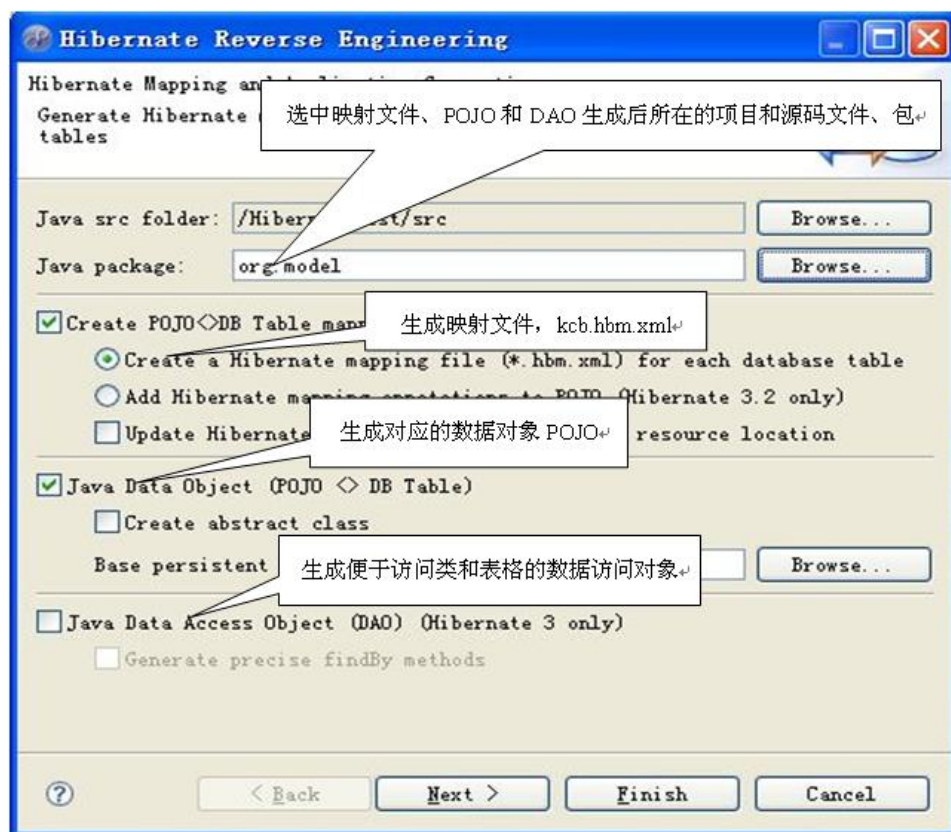 Hibernate Reverse Engineering
Hibernate Mapping
Generate Hibernate
tables
选中映射文件、POJO 和 DAO 生成后所在的项目和源码文件、包
Java src folder: /Hibern st/src Browse...
Java package: org.model Browse...
Create POJO<>DB Table
生成映射文件，kcb.hbm.xml
Create a Hibernate mapping file (*.hbm.xml) for each database table
Add Hibernate mapping annotations to POJO (Hibernate 3.2 only)
Update Hibernate resource location
生成对应的数据对象 POJO
Java Data Object (POJO <> DB Table)
Create abstract class
Base persistent Browse...
生成便于访问类和表格的数据访问对象
Java Data Access Object (DAO) (Hibernate 3 only)
Generate precise findBy methods
?
< Back Next > Finish Cancel